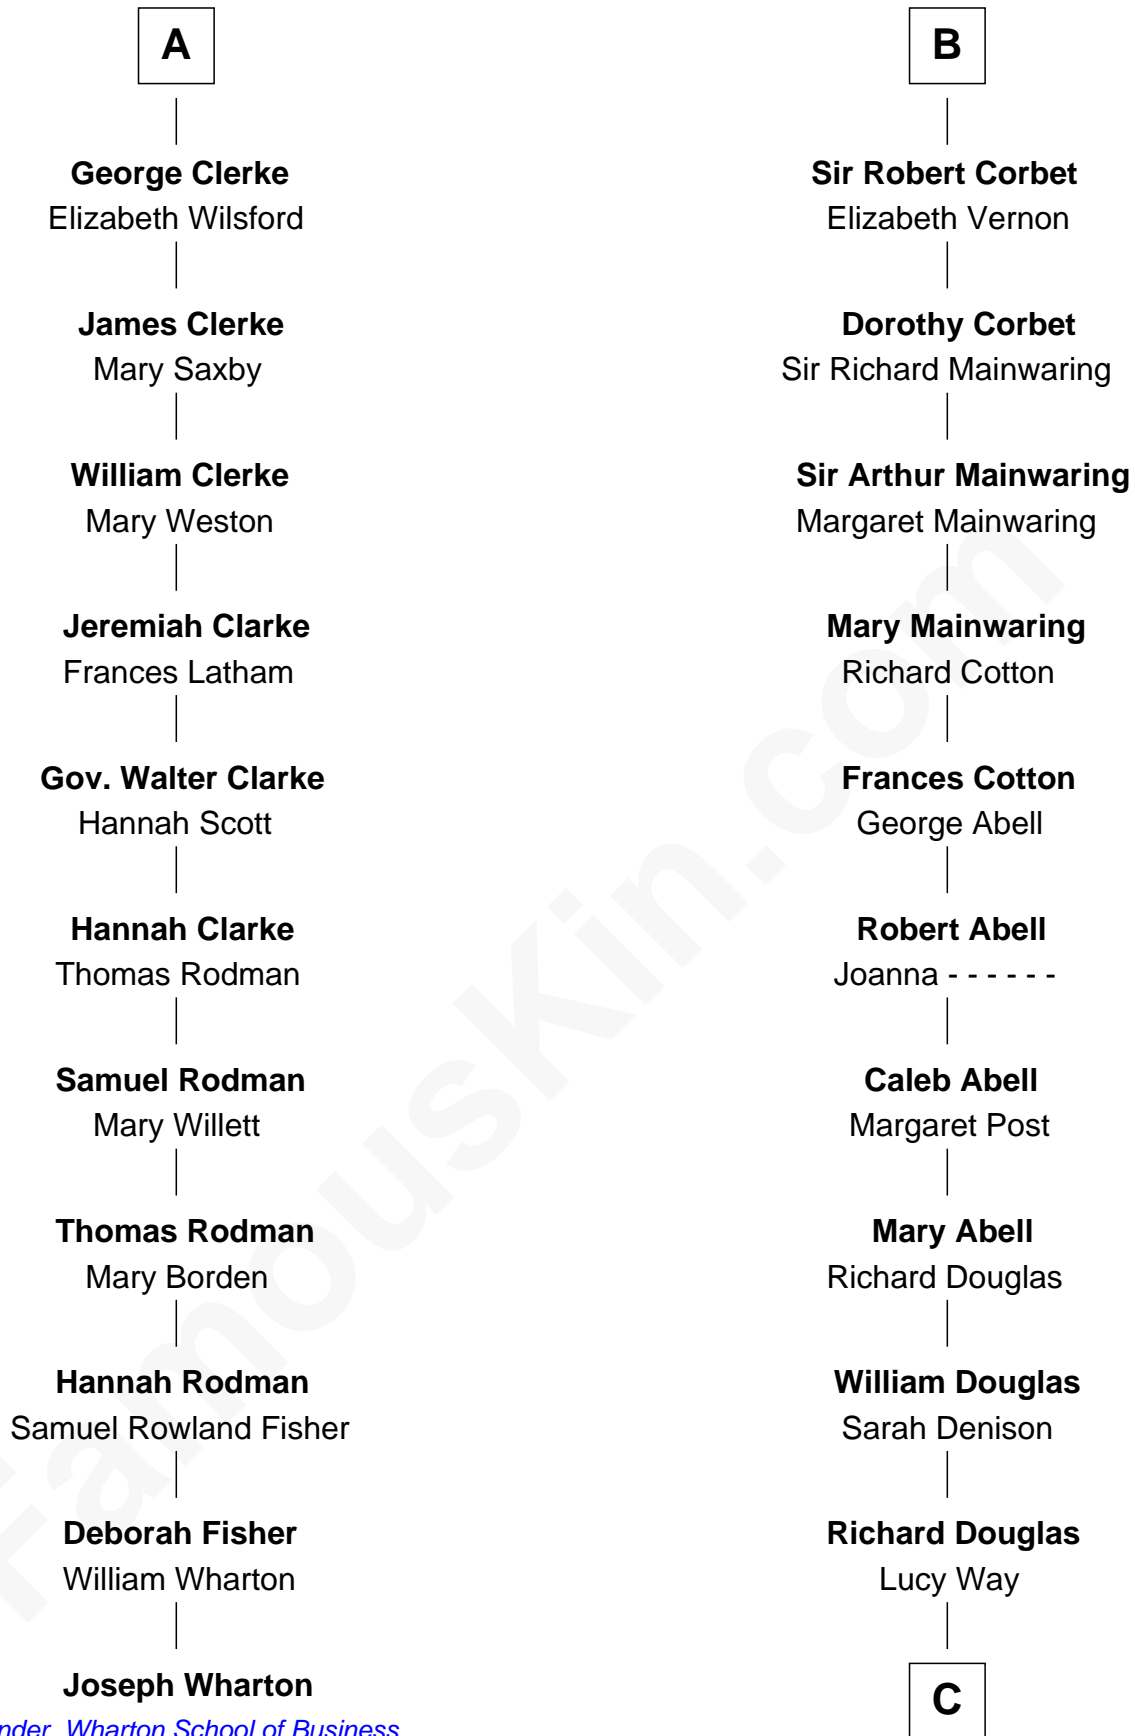 A
George Clerke
Elizabeth Wilsford
James Clerke
Mary Saxby
William Clerke
Mary Weston
Jeremiah Clarke
Frances Latham
Gov. Walter Clarke
Hannah Scott
Hannah Clarke
Thomas Rodman
Samuel Rodman
Mary Willett
Thomas Rodman
Mary Borden
Hannah Rodman
Samuel Rowland Fisher
Deborah Fisher
William Wharton
Joseph Wharton
Wharton School of Business
B
Sir Robert Corbet
Elizabeth Vernon
Dorothy Corbet
Sir Richard Mainwaring
Sir Arthur Mainwaring
Margaret Mainwaring
Mary Mainwaring
Richard Cotton
Frances Cotton
George Abell
Robert Abell
Joanna - - - - - -
Caleb Abell
Margaret Post
Mary Abell
Richard Douglas
William Douglas
Sarah Denison
Richard Douglas
Lucy Way
C
FamousKin.com